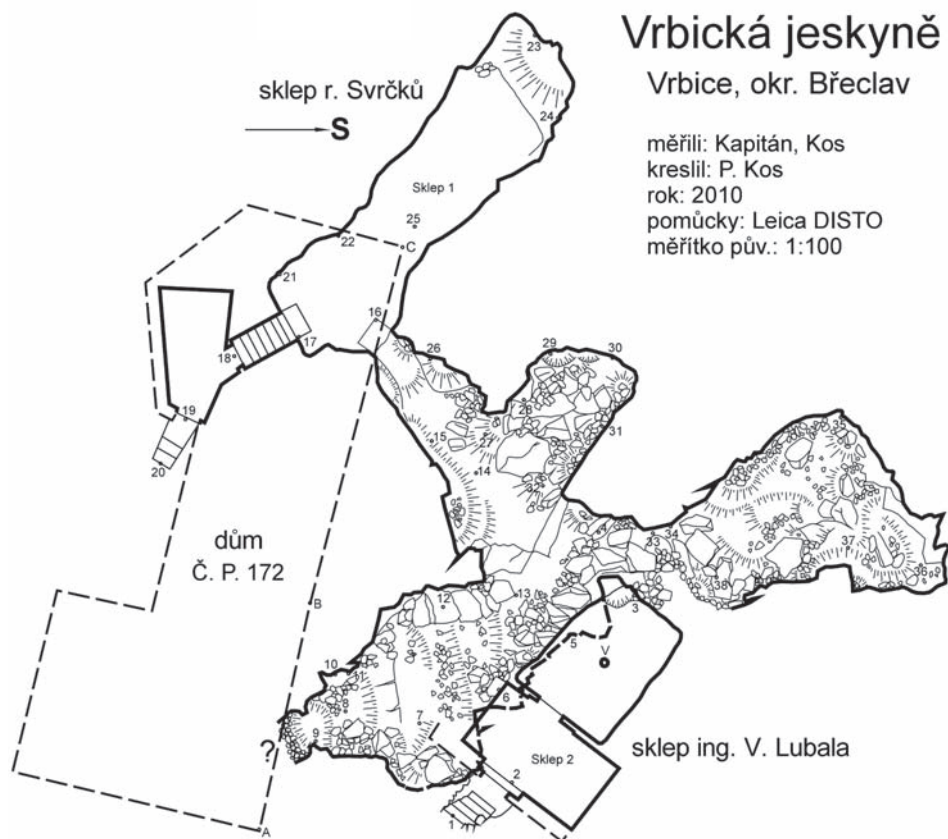 Vrbická jeskyně
Vrbice, okr. Břeclav
měřili: Kapitán, Kos
kreslil: P. Kos
rok: 2010
pomůcky: Leica DISTO
měřítko pův.: 1:100
sklep r. Svrčků
S
23
24
Sklep 1
25
22
C
21
16
17
18
26
29
30
19
28
31
15
27
20
14
32
35
dům
Č. P. 172
33
34
37
36
38
B
12
13
3
5
V
10
11
6
8
7
9
?
Sklep 2
sklep ing. V. Lubala
2
1
A